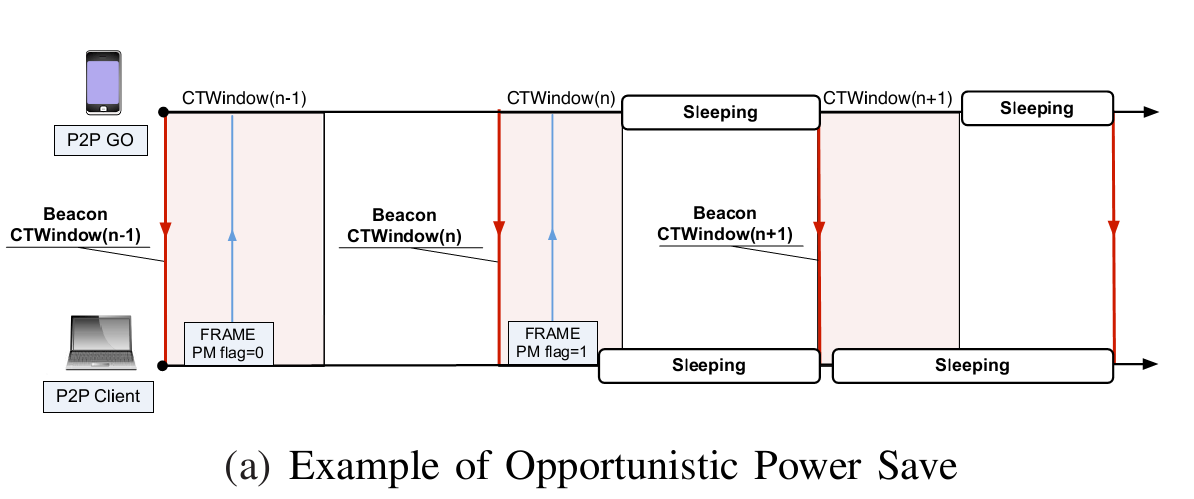 CTWindow(n-1)
CTWindow(n)
Sleeping
CTWindow(n+1)
Sleeping
P2P GO
Beacon
CTWindow(n-1)
Beacon
CTWindow(n)
Beacon
CTWindow(n+1)
FRAME
PM flag=0
FRAME
PM flag=1
Sleeping
Sleeping
P2P Client
(a) Example of Opportunistic Power Save